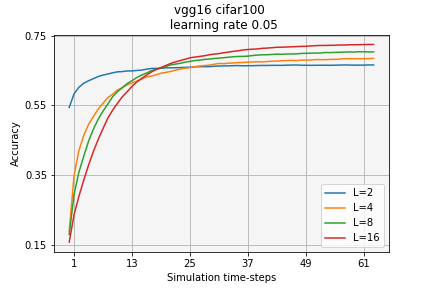 vgg16 cifar100
learning rate 0.05
0.75
0.55
0.35
0.15
Accuracy
L=2
L=4
L=8
L=16
1 13 25 37 49 61
Simulation time-steps